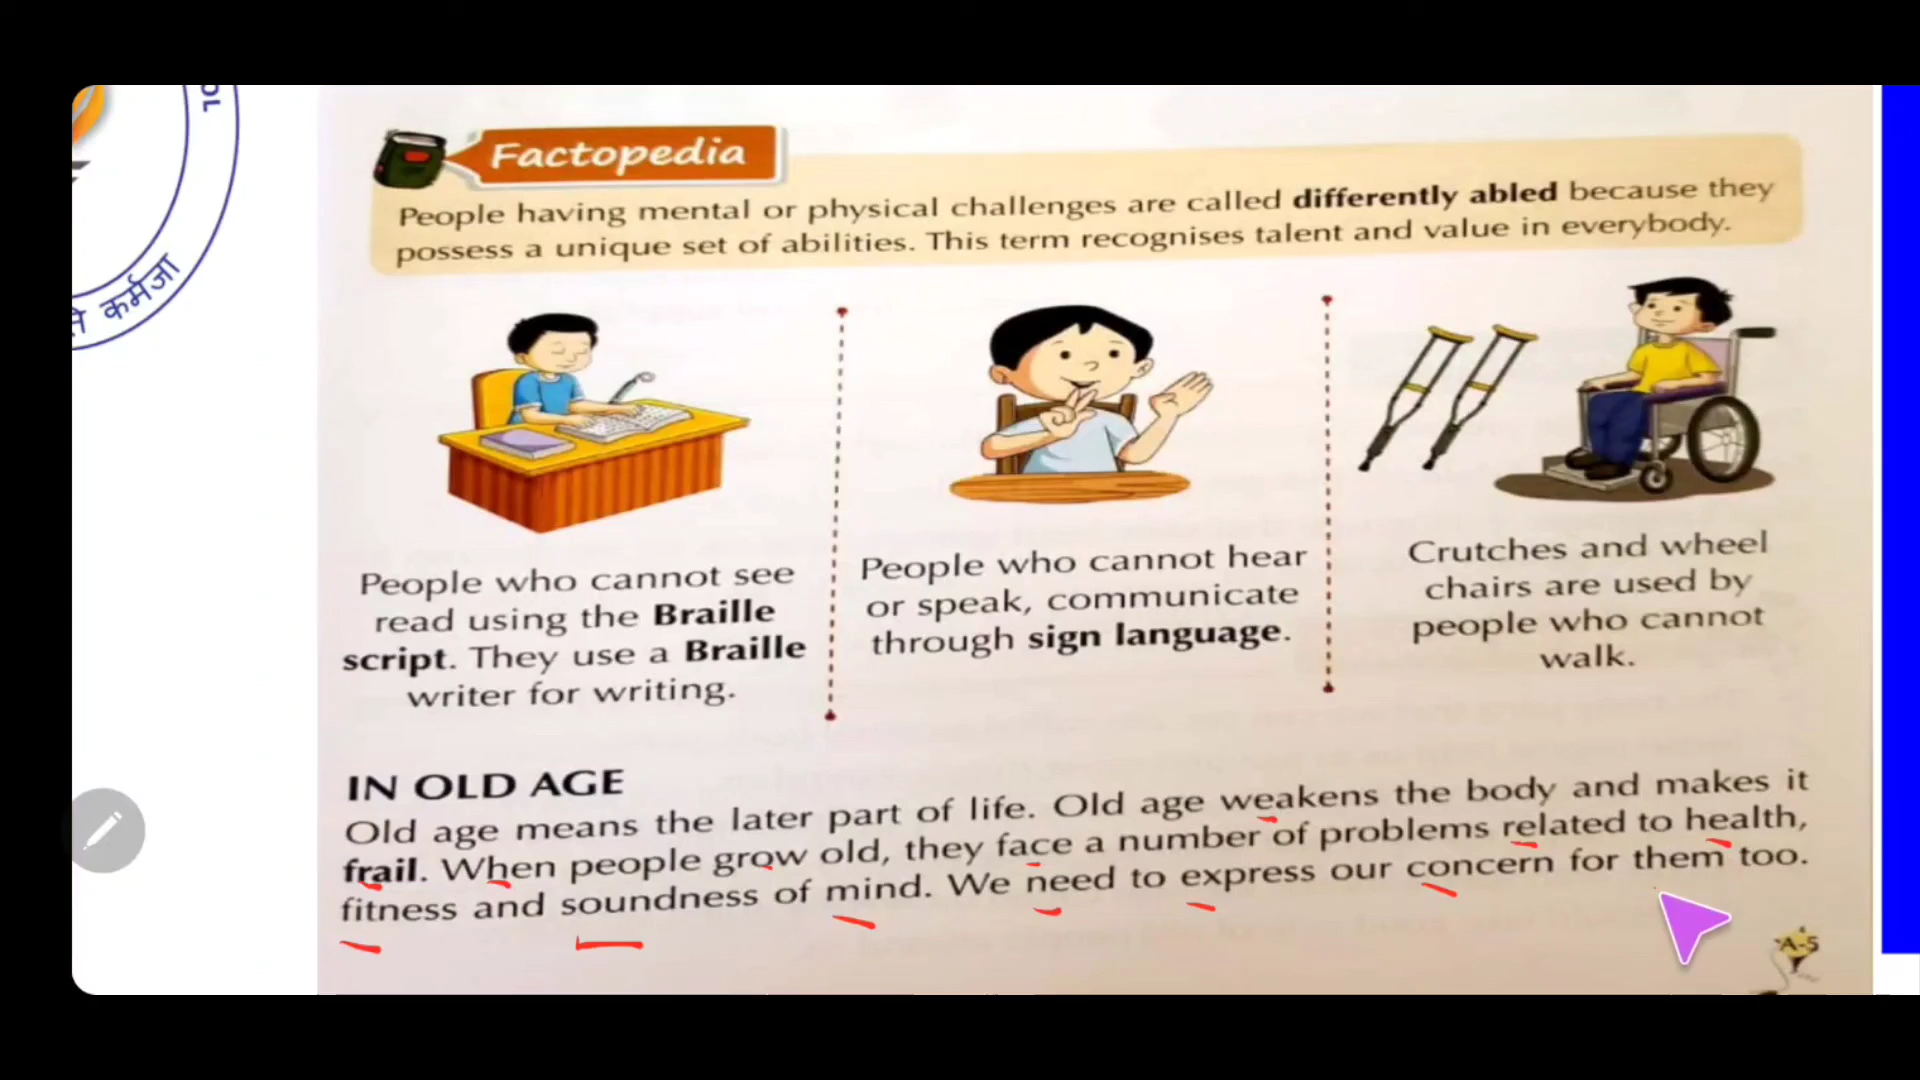 OL
से कर्मजा
Factopedia
People having mental or physical challenges are called differently abled because they
possess a unique set of abilities. This term recognises talent and value in everybody.
People who cannot see
read using the Braille
script. They use a Braille
writer for writing.
People who cannot hear
or speak, communicate
through sign language.
Crutches and wheel
chairs are used by
people who cannot
walk.
IN OLD AGE
Old age means the later part of life. Old age weakens the body and makes it
frail. When people grow old, they face a number of problems related to health,
fitness and soundness of mind. We need to express our concern for them too.
A-5